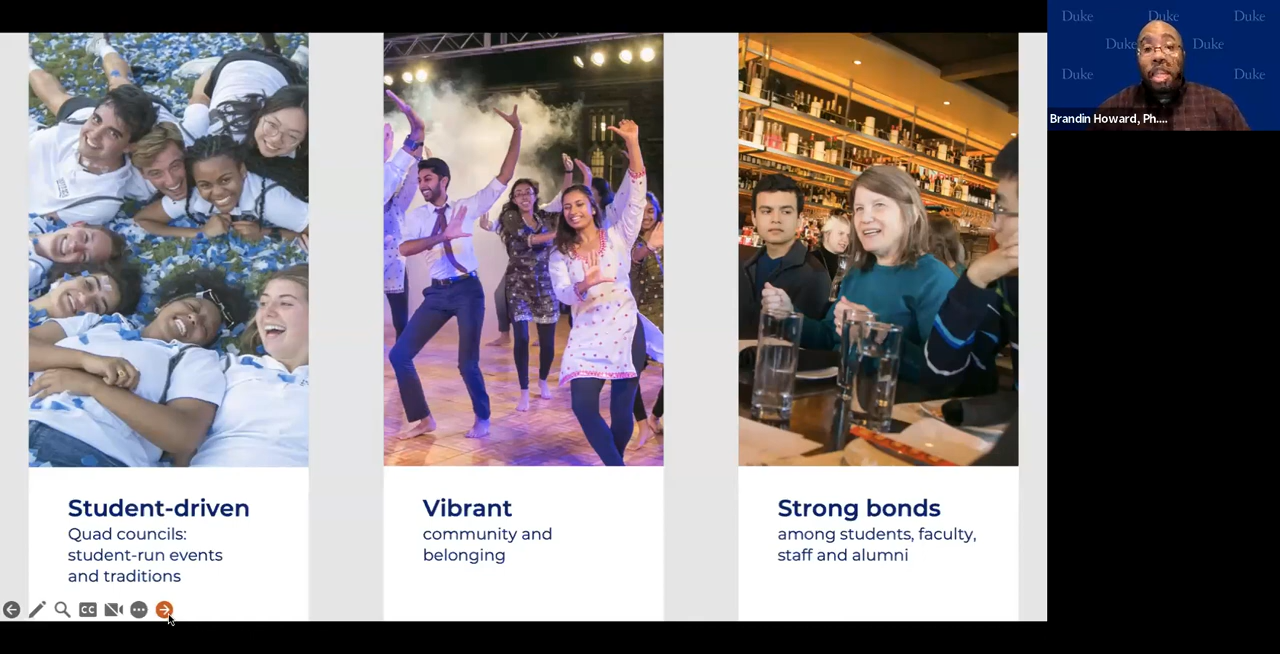 Student-driven
Quad councils:
student-run events
and traditions
Vibrant
community and
belonging
Strong bonds
among students, faculty,
staff and alumni
CC
Duke Duke Duke
Duke Duke
Duke Duke
Brandin Howard, Ph....